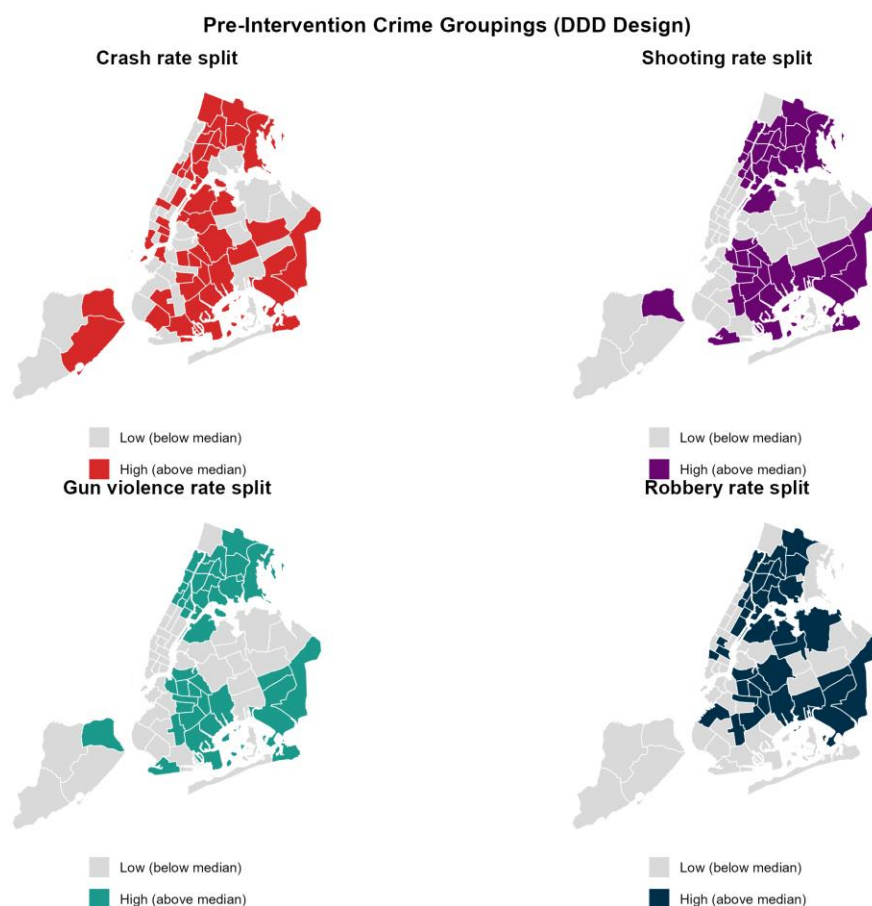 Pre-Intervention Crime Groupings (DDD Design)
Crash rate split
Shooting rate split
Low (below median)
High (above median)
Low (below median)
High (above median)
Gun violence rate split
Robbery rate split
Low (below median)
High (above median)
Low (below median)
High (above median)